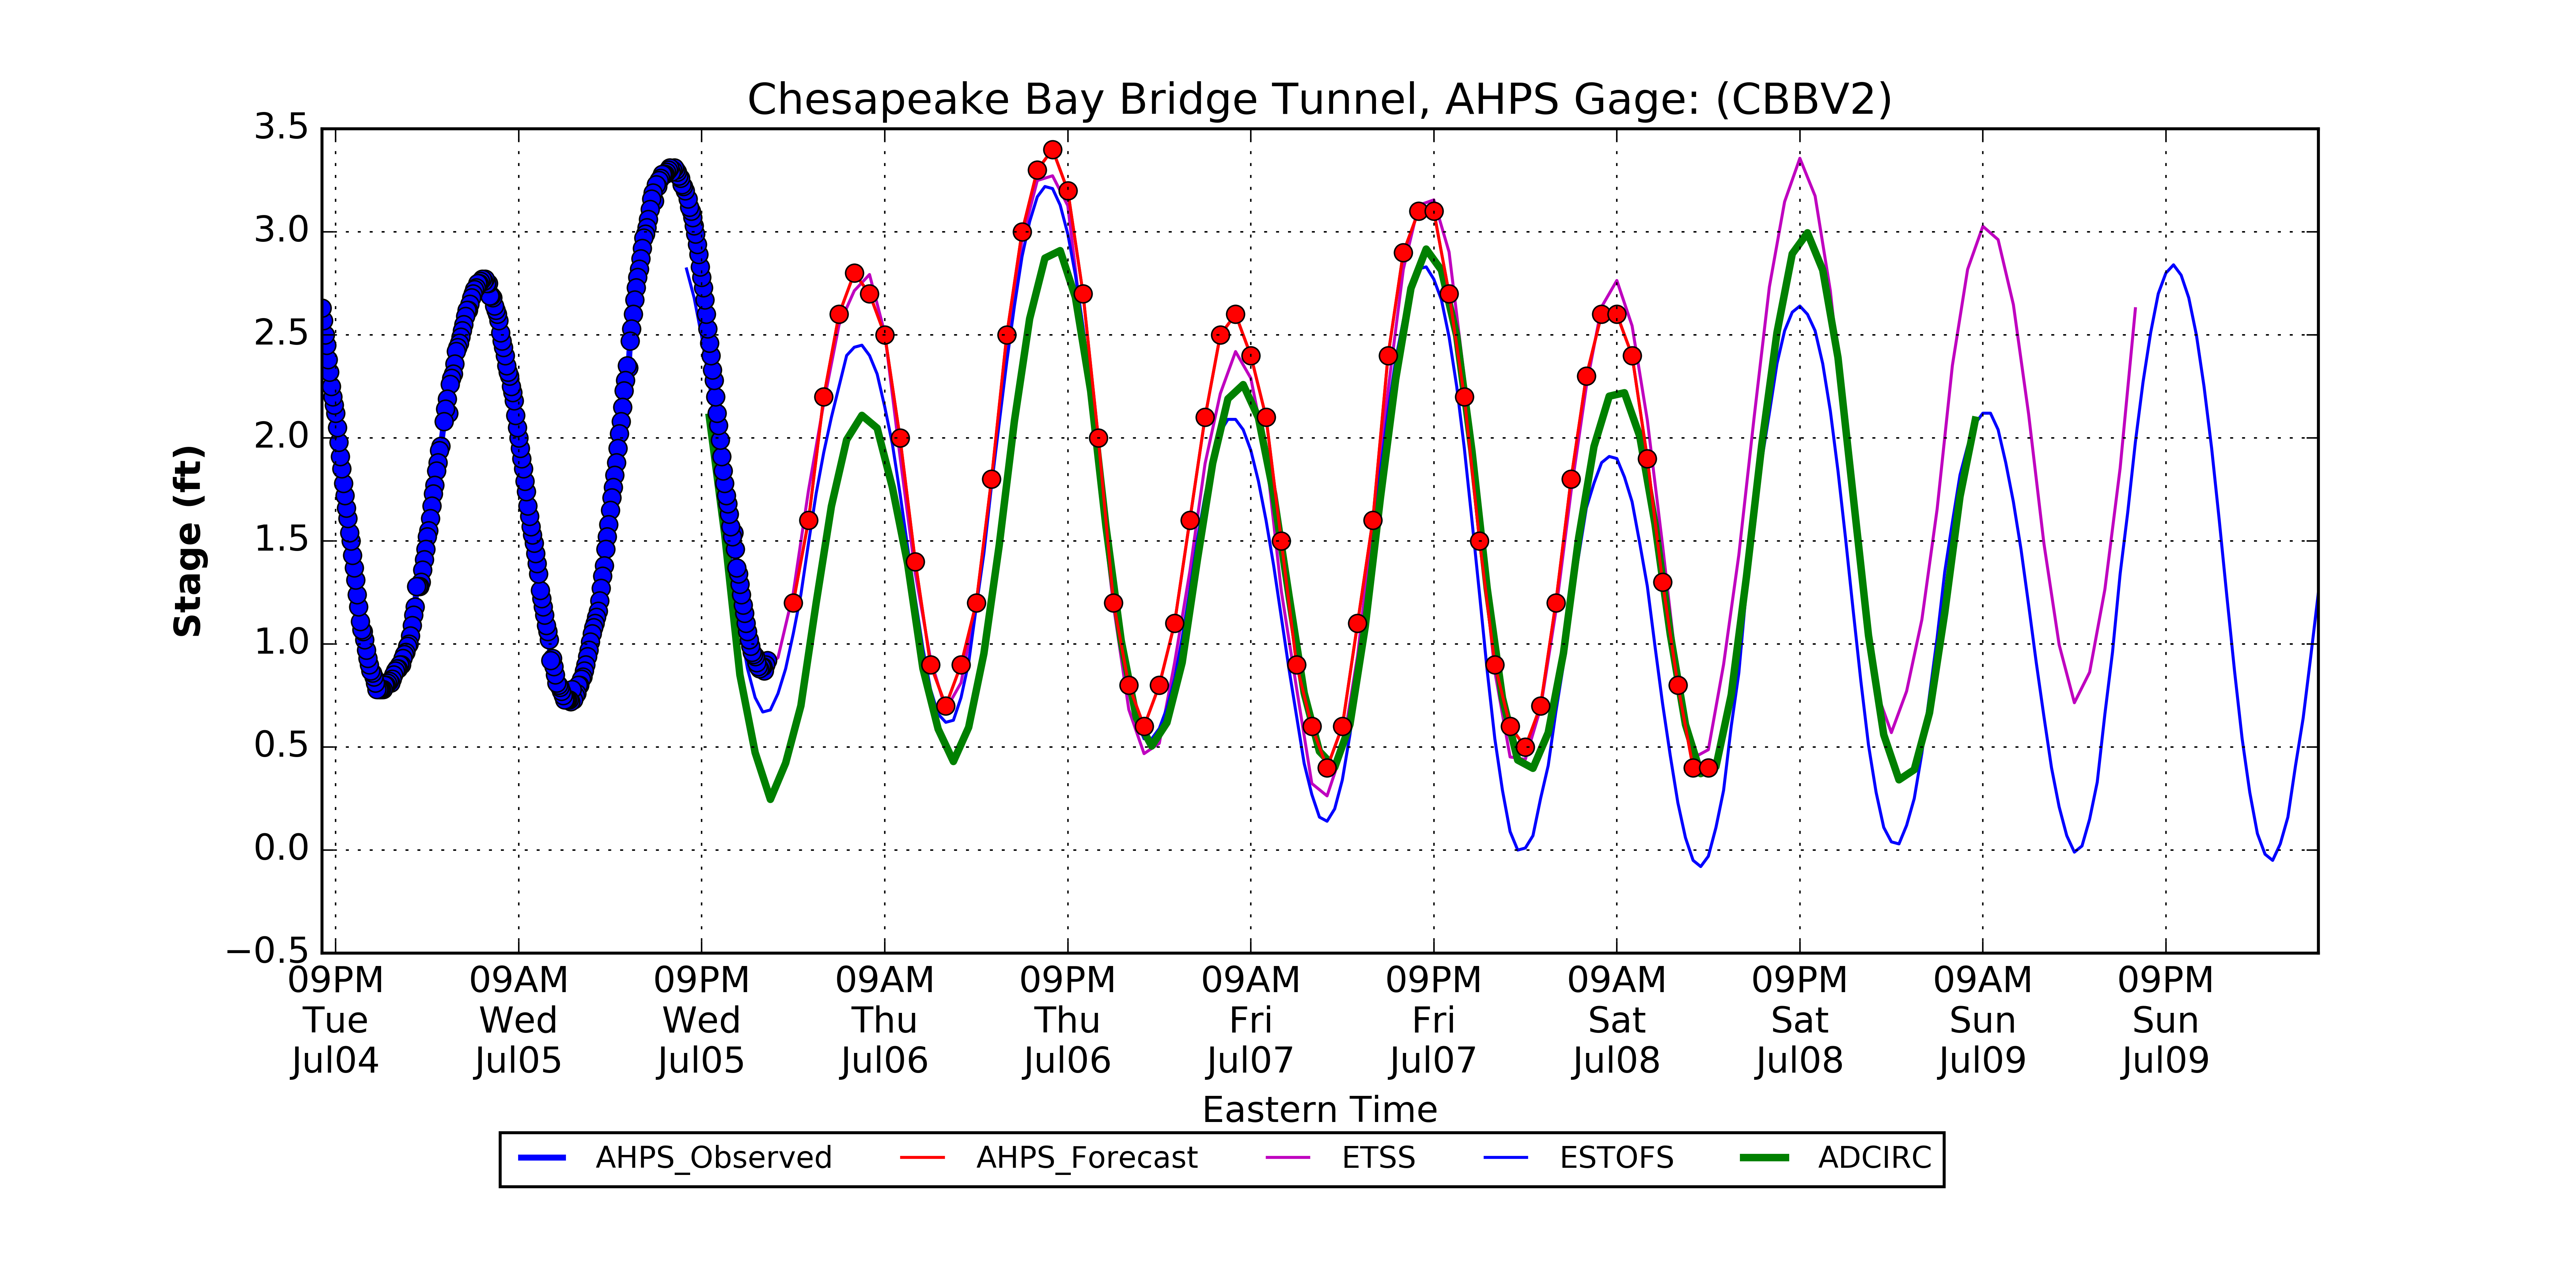 Chesapeake Bay Bridge Tunnel, AHPS Gage: (CBBV2)
3.5
3.0
2.5
2.0
1.5
1.0
0.5
0.0
−0.5
Stage (ft)
09PM 09AM 09PM 09AM 09PM 09AM 09PM 09AM 09PM 09AM 09PM
Tue Wed Wed Thu Thu Fri Fri Sat Sat Sun Sun
Jul04 Jul05 Jul05 Jul06 Jul06 Jul07 Jul07 Jul08 Jul08 Jul09 Jul09
Eastern Time
AHPS_Observed AHPS_Forecast ETSS ESTOFS ADCIRC